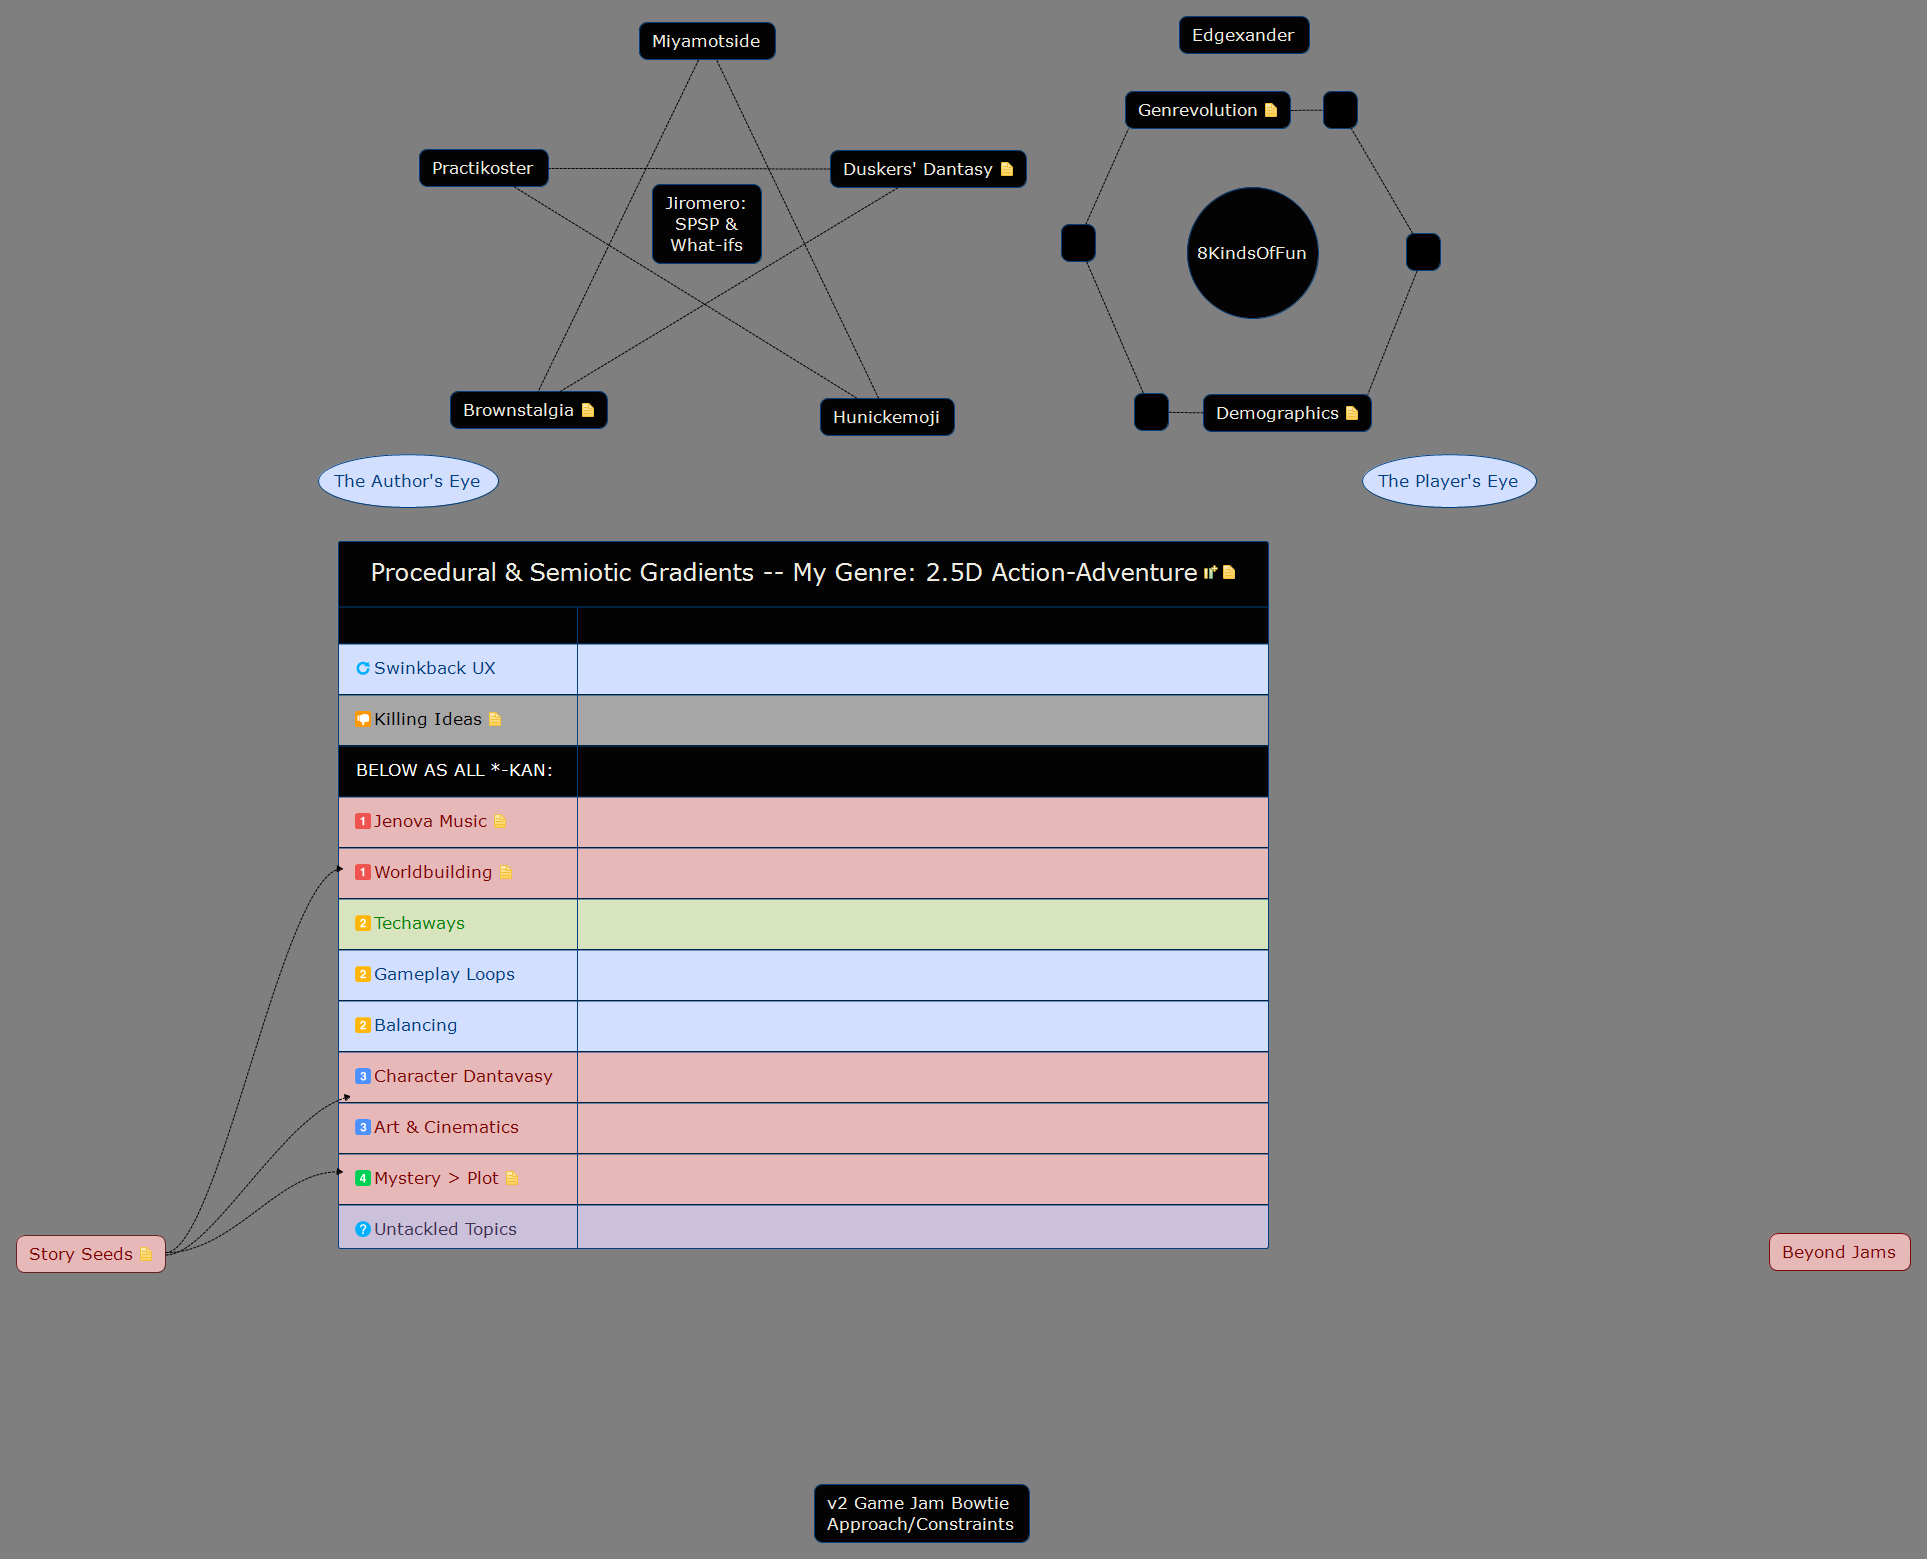 Miyamotside
Edgexander
Genrevolution
Practikoster
Duskers' Dantasy
Jiromero:
SPSP &
What-ifs
8KindsOfFun
Brownstalgia
Hunickemoji
Demographics
The Author's Eye
The Player's Eye
Procedural & Semiotic Gradients -- My Genre: 2.5D Action-Adventure
Swinkback UX
Killing Ideas
BELOW AS ALL *-KAN:
1 Jenova Music
1 Worldbuilding
2 Techaways
2 Gameplay Loops
2 Balancing
3 Character Dantavasy
3 Art & Cinematics
4 Mystery > Plot
? Untackled Topics
Story Seeds
Beyond Jams
v2 Game Jam Bowtie
Approach/Constraints